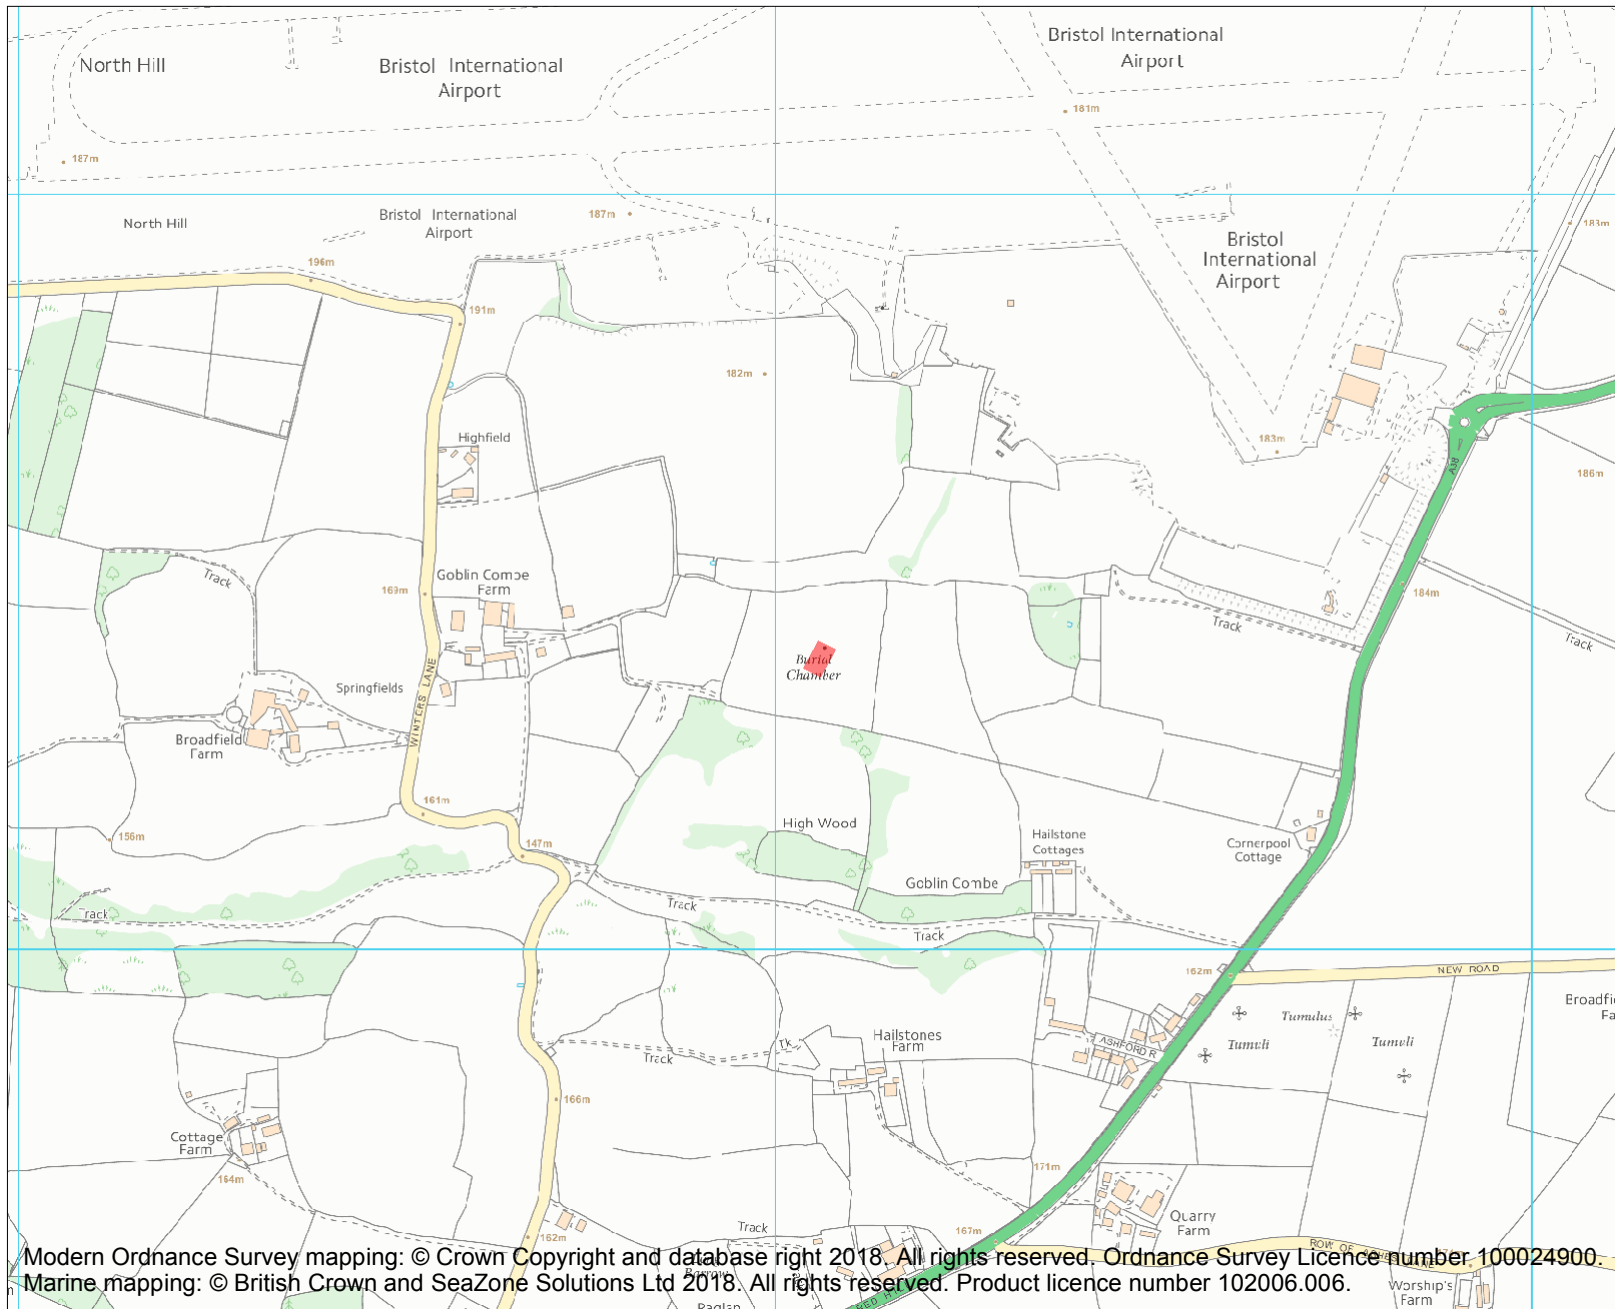 Bristol International
Airport
North Hill
Bristol International
Airport
181m
187m
North Hill
Bristol International
Airport
187m
183m
Bristol
International
Airport
196m
191m
182m
Highfield
183m
A38
186m
Track
Goblin Combe
Farm
169m
184m
Track
Track
Burial
Chamber
Springfields
WINTERS LANE
Broadfield
Farm
161m
156m
147m
High Wood
Hailstone
Cottages
Cornerpool
Cottage
Goblin Combe
Track
Track
Track
162m
NEW ROAD
Tumulus
Tumuli
Tumuli
Hailstones
Farm
ASHFORD R
Track
Tk
166m
Cottage
Farm
164m
171m
Quarry
Farm
167m
Track
162m
Modern Ordnance Survey mapping: © Crown Copyright and database right 2018. All rights reserved. Ordnance Survey Licence number 100024900.
Marine mapping: © British Crown and SeaZone Solutions Ltd 2018. All rights reserved. Product licence number 102006.006.
Barrow
Worship's
Farm
Raglan